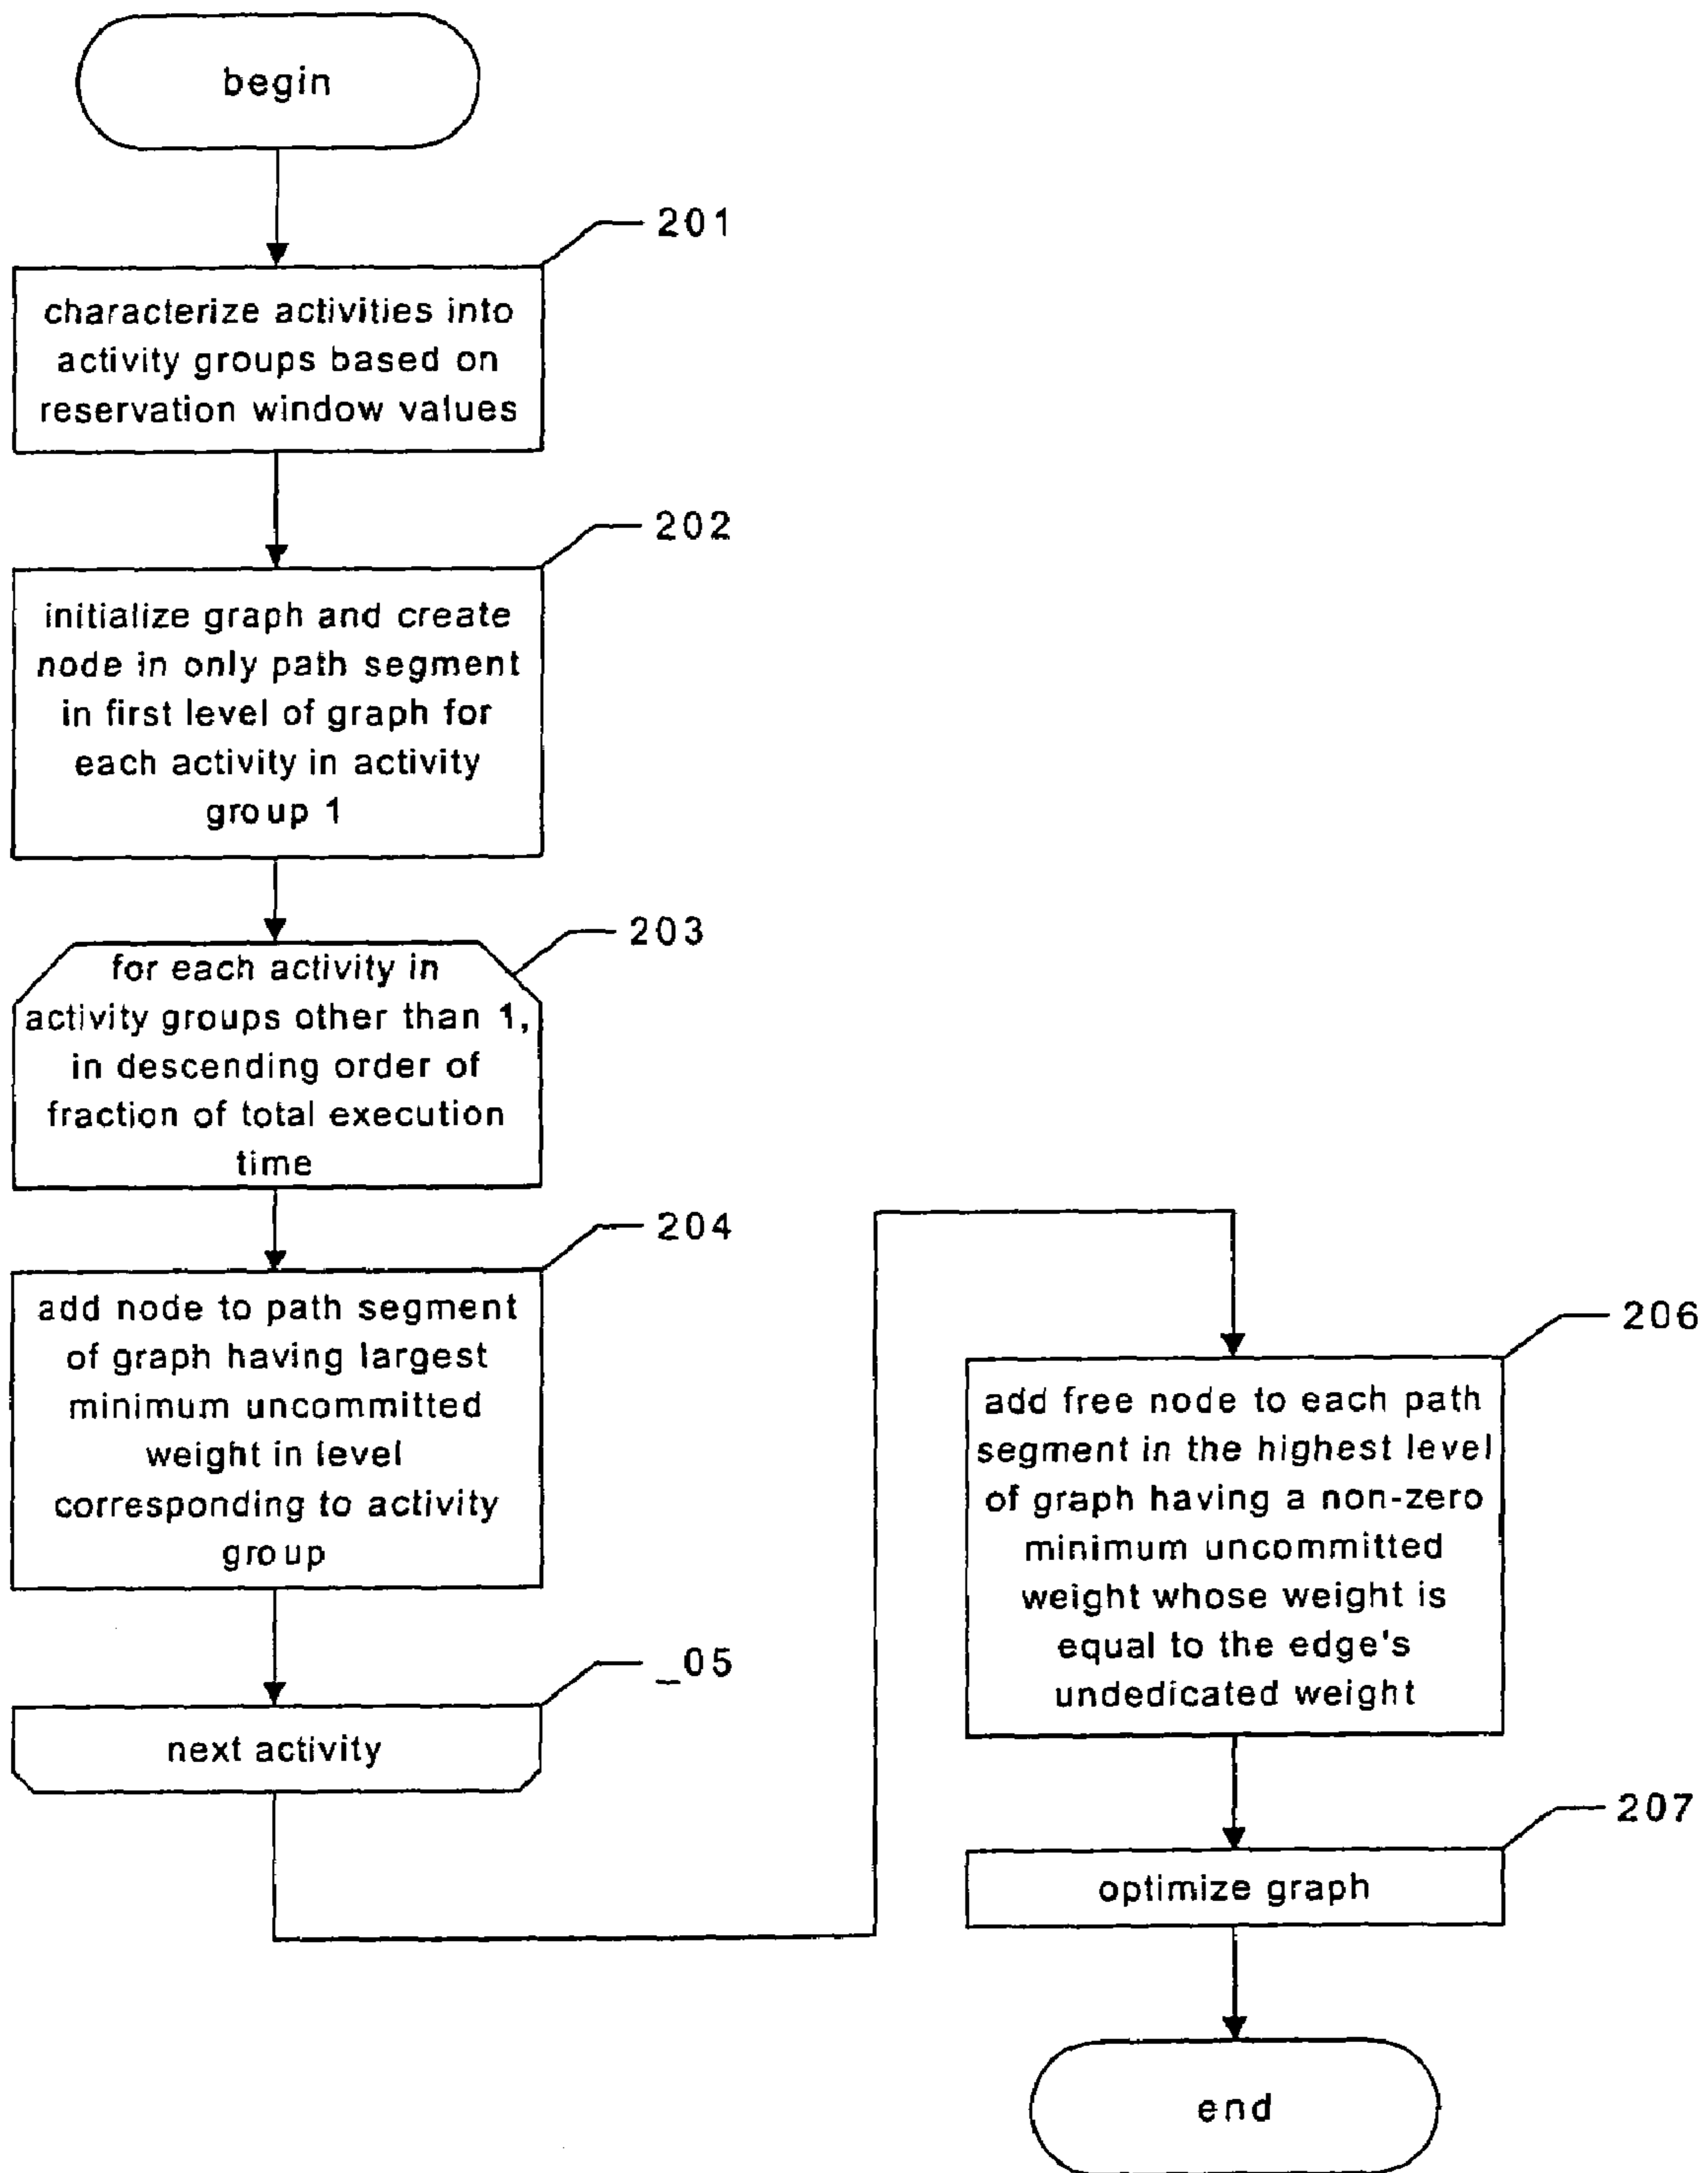 begin
201
characterize activities into
activity groups based on
reservation window values
202
initialize graph and create
node in only path segment
in first level of graph for
each activity in activity
group 1
203
for each activity in
activity groups other than 1,
in descending order of
fraction of total execution
time
204
add node to path segment
of graph having largest
minimum uncommitted
weight in level
corresponding to activity
group
_05
next activity
206
add free node to each path
segment in the highest level
of graph having a non-zero
minimum uncommitted
weight whose weight is
equal to the edge's
undedicated weight
207
optimize graph
end